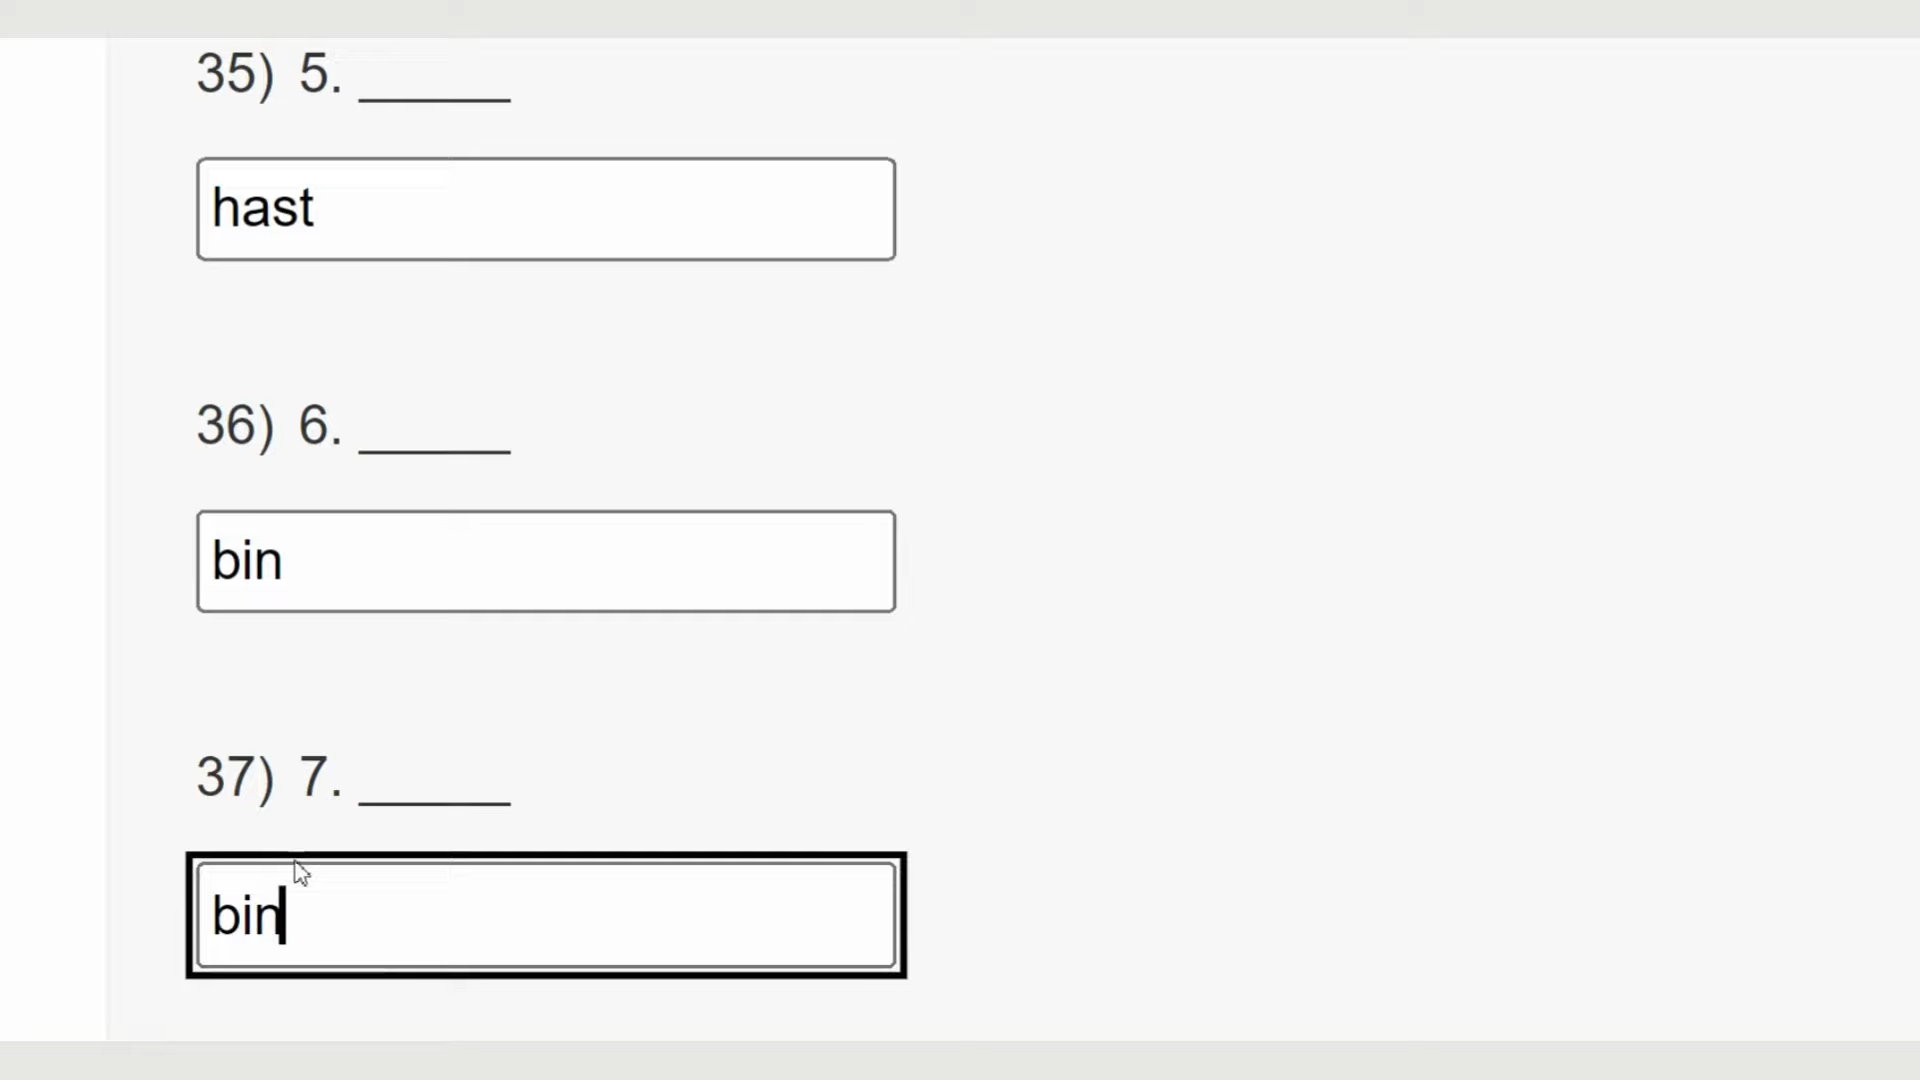 35) 5. ______
hast
36) 6. ______
bin
37) 7. ______
bin